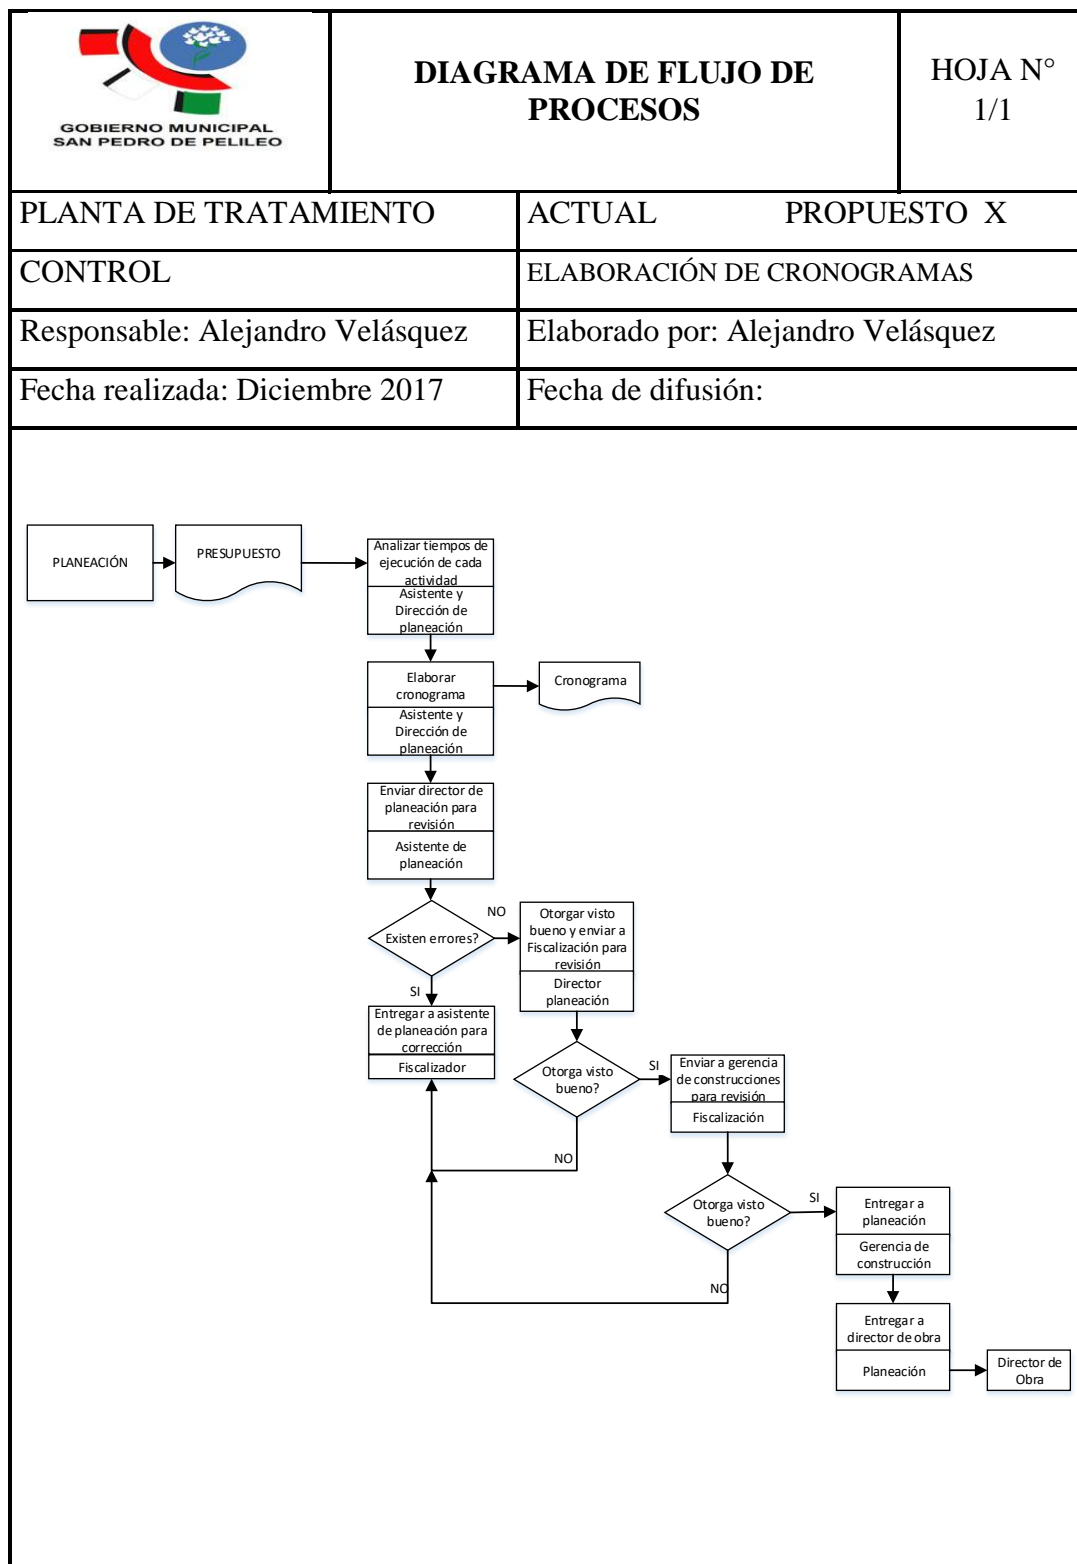 GOBIERNO MUNICIPAL
SAN PEDRO DE PELILEO
DIAGRAMA DE FLUJO DE
PROCESOS
HOJA N°
1/1
PLANTA DE TRATAMIENTO
ACTUAL PROPUESTO X
CONTROL
ELABORACIÓN DE CRONOGRAMAS
Responsable: Alejandro Velásquez
Elaborado por: Alejandro Velásquez
Fecha realizada: Diciembre 2017
Fecha de difusión:
PLANEACIÓN
PRESUPUESTO
Analizar tiempos de
ejecución de cada
actividad
Asistente y
Dirección de
planeación
Elaborar
cronograma
Asistente y
Dirección de
planeación
Cronograma
Enviar director de
planeación para
revisión
Asistente de
planeación
Existen errores?
NO
SI
Otorgar visto
bueno y enviar a
Fiscalización para
revisión
Director
planeación
Entregar a asistente
de planeación para
corrección
Fiscalizador
Otorga visto
bueno?
SI
NO
Enviar a gerencia
de construcciones
para revisión
Fiscalización
Otorga visto
bueno?
SI
NO
Entregar a
planeación
Gerencia de
construcción
Entregar a
director de obra
Planeación
Director de
Obra